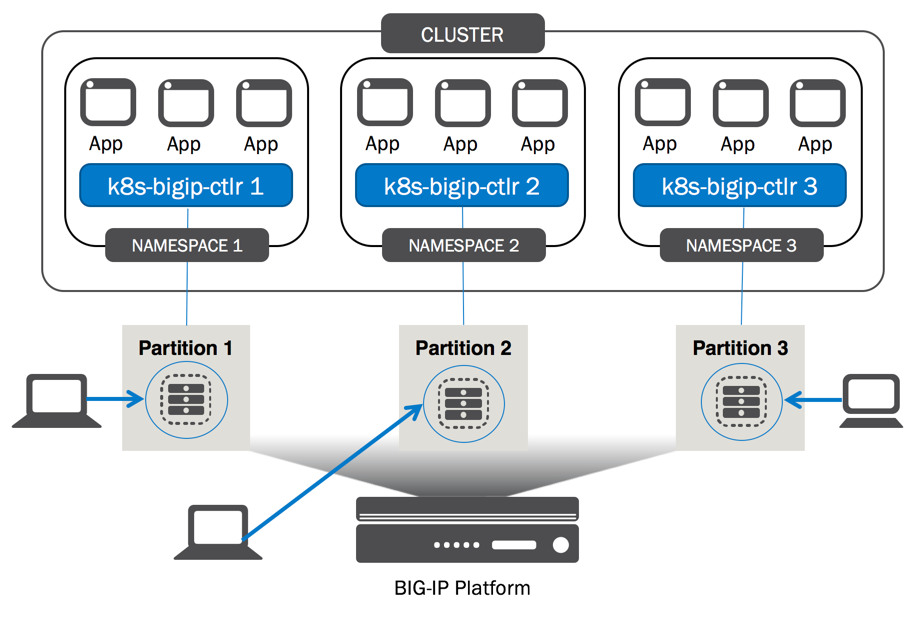 CLUSTER
App App App
App App App
App App App
k8s-bigip-ctlr 1
k8s-bigip-ctlr 2
k8s-bigip-ctlr 3
NAMESPACE 1
NAMESPACE 2
NAMESPACE 3
Partition 1
Partition 2
Partition 3
BIG-IP Platform